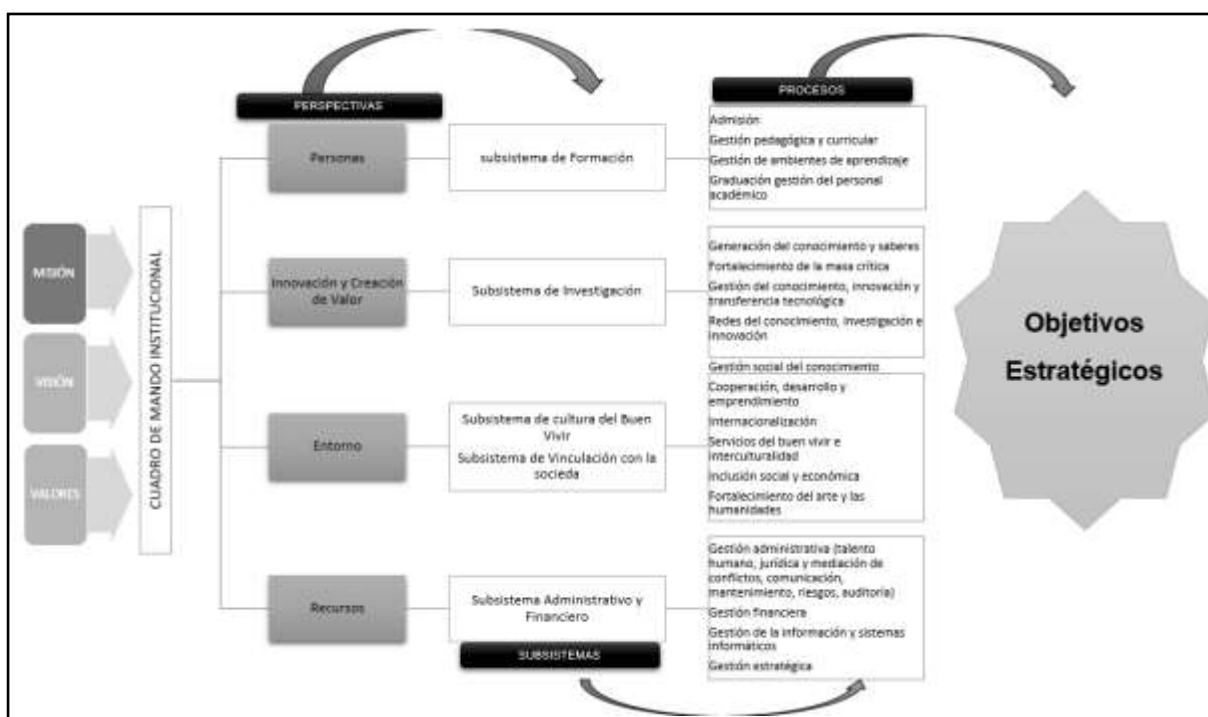 PERSPECTIVAS
PROCESOS
MISIÓN
VISIÓN
VALORES
CUADRO DE MANDO INSTITUCIONAL
Personas
subsistema de Formación
Admisión
Gestión pedagógica y curricular
Gestión de ambientes de aprendizaje
Graduación gestión del personal
académico
Innovación y Creación
de Valor
Subsistema de Investigación
Generación del conocimiento y saberes
Fortalecimiento de la masa crítica
Gestión del conocimiento, innovación y
transferencia tecnológica
Redes del conocimiento, investigación e
innovación
Entorno
Subsistema de cultura del Buen
Vivir
Subsistema de Vinculación con la
socieda
Gestión social del conocimiento
Cooperación, desarrollo y
emprendimiento
Internacionalización
Servicios del buen vivir e
interculturalidad
Inclusión social y económica
Fortalecimiento del arte y las
humanidades
Recursos
Subsistema Administrativo y
Financiero
SUBSISTEMAS
Gestión administrativa (talento
humano, jurídica y mediación de
conflictos, comunicación,
mantenimiento, riesgos, auditoría)
Gestión financiera
Gestión de la información y sistemas
informáticos
Gestión estratégica
Objetivos
Estratégicos